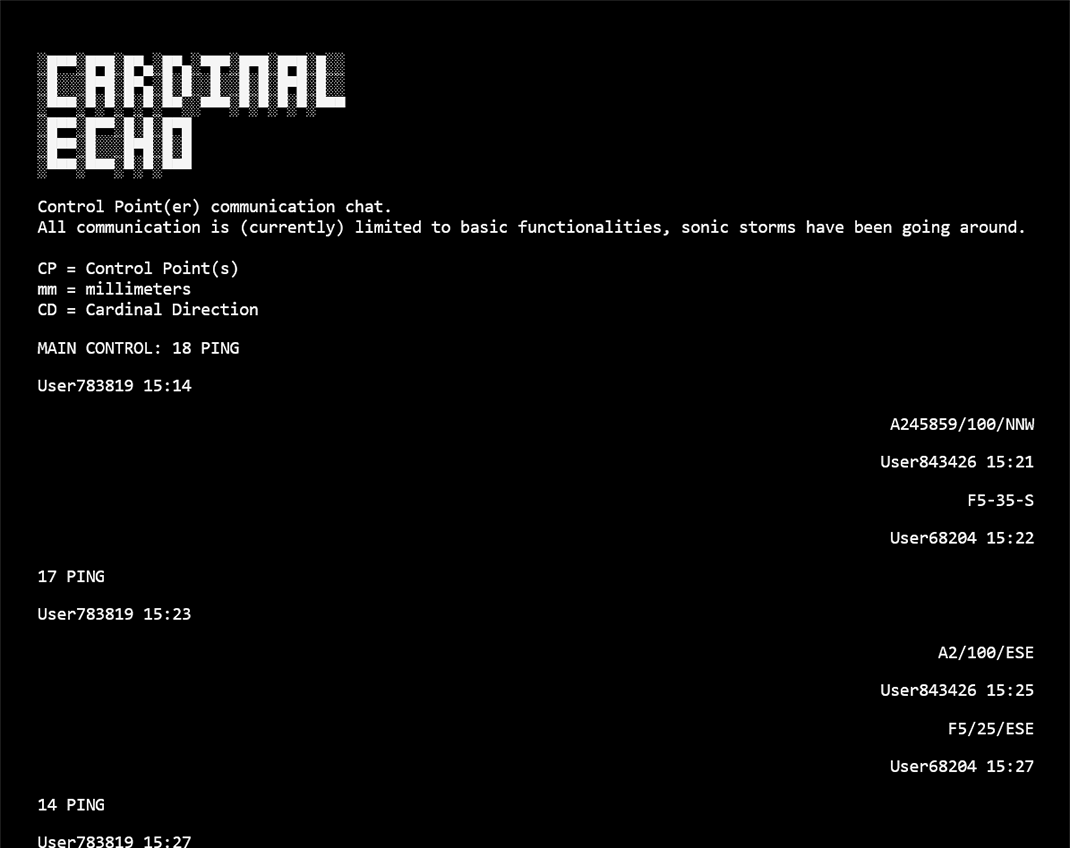 CARDINAL
ECHO
Control Point(er) communication chat.
All communication is (currently) limited to basic functionalities, sonic storms have been going around.
CP = Control Point(s)
mm = millimeters
CD = Cardinal Direction
MAIN CONTROL: 18 PING
User783819 15:14
A245859/100/NNW
User843426 15:21
F5-35-S
User68204 15:22
17 PING
User783819 15:23
A2/100/ESE
User843426 15:25
F5/25/ESE
User68204 15:27
14 PING
User783819 15:27